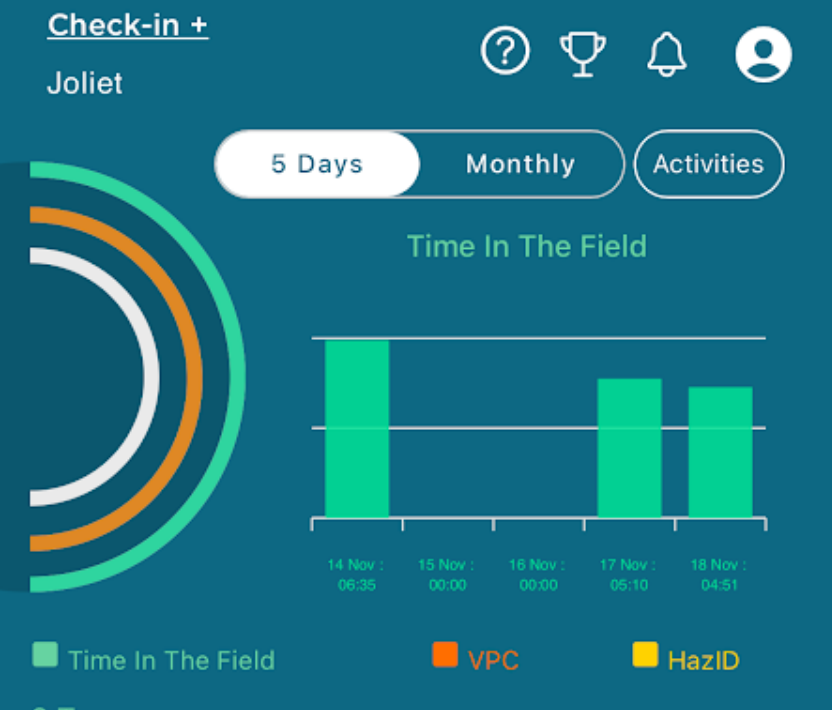 Check-in +
Joliet
5 Days Monthly Activities
Time In The Field
14 Nov : 15 Nov : 16 Nov : 17 Nov : 18 Nov :
06:35 00:00 00:00 05:10 04:51
Time In The Field VPC HazID